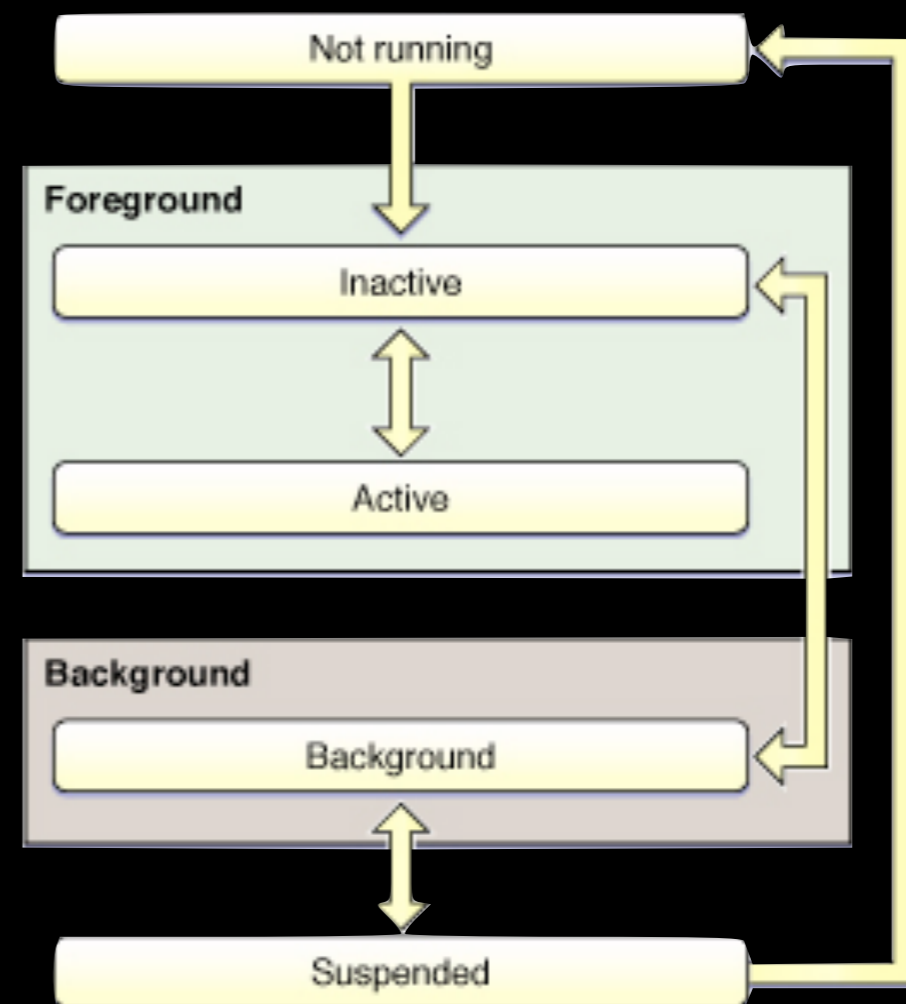 Not running
Foreground
Inactive
Active
Background
Background
Suspended